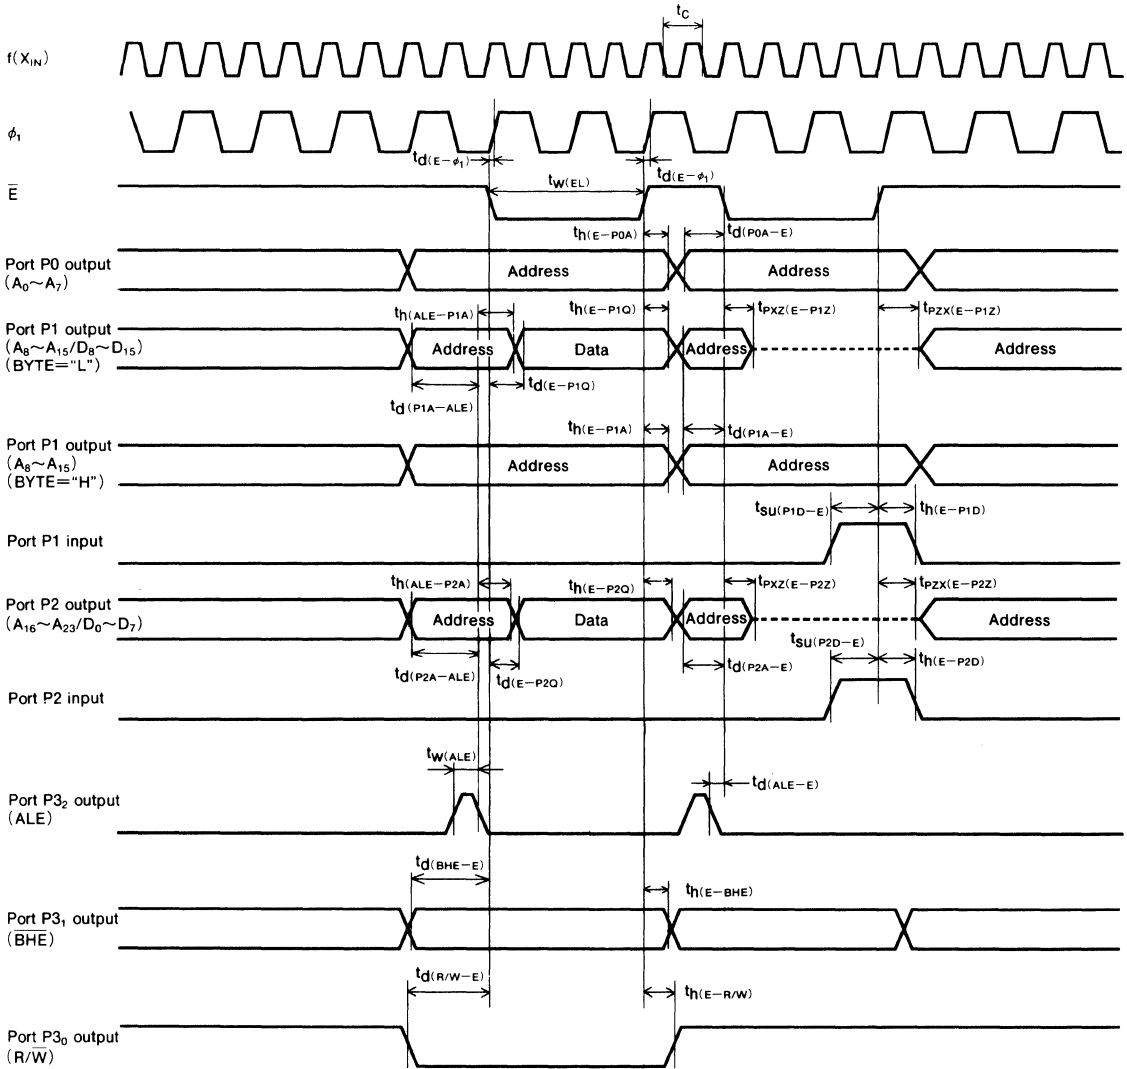 tC
f(XIN)
ϕ1
td(E−ϕ1)
tw(EL)
td(E−ϕ1)
E̅
th(E−P0A)
td(P0A−E)
Port P0 output
(A0~A7)
Address
Address
th(ALE−P1A)
th(E−P1Q)
tPXZ(E−P1Z)
tPZX(E−P1Z)
Port P1 output
(A8~A15/D8~D15)
(BYTE="L")
Address
Data
Address
Address
td(P1A−ALE)
td(E−P1Q)
th(E−P1A)
td(P1A−E)
Port P1 output
(A8~A15)
(BYTE="H")
Address
Address
tsu(P1D−E)
th(E−P1D)
Port P1 input
th(ALE−P2A)
th(E−P2Q)
tPXZ(E−P2Z)
tPZX(E−P2Z)
Port P2 output
(A16~A23/D0~D7)
Address
Data
Address
Address
tsu(P2D−E)
th(E−P2D)
td(P2A−ALE)
td(E−P2Q)
td(P2A−E)
Port P2 input
tw(ALE)
td(ALE−E)
Port P32 output
(ALE)
td(BHE−E)
th(E−BHE)
Port P31 output
(B̅H̅E̅)
td(R/W−E)
th(E−R/W)
Port P30 output
(R/W̅)